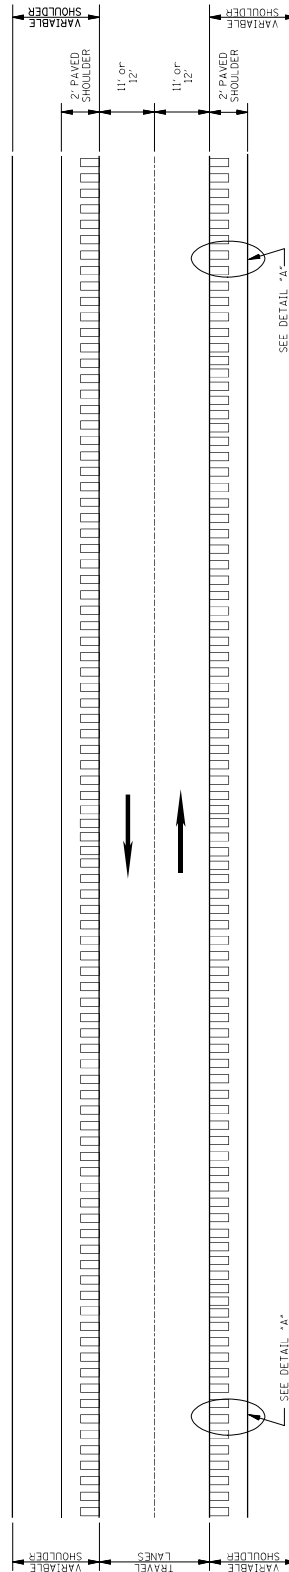 VARIABLE
SHOULDER
VARIABLE
SHOULDER
2' PAVED
SHOULDER
11' or
12'
11' or
12'
2' PAVED
SHOULDER
SEE DETAIL "A"
SEE DETAIL "A"
VARIABLE
SHOULDER
TRAVEL
LANES
VARIABLE
SHOULDER